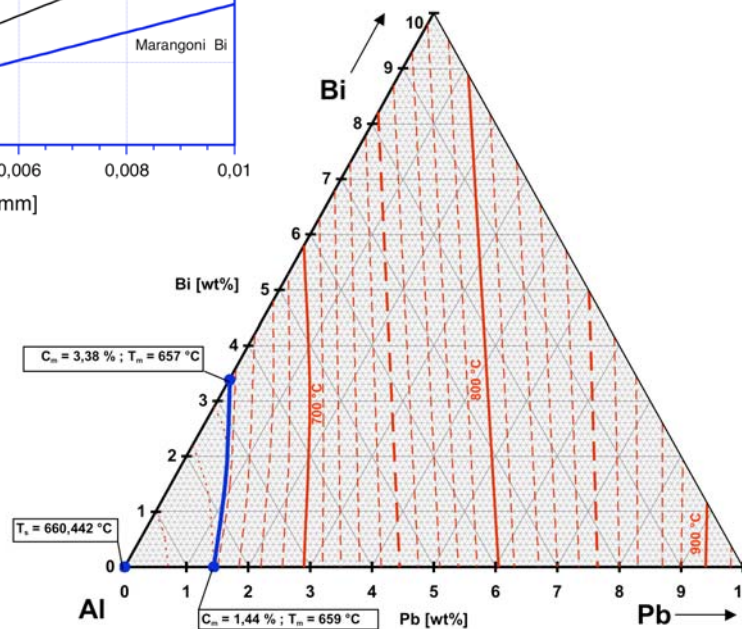 Marangoni Bi
0,006
0,008
0,01
mm]
10
Bi
9
8
7
6
Bi [wt%]
5
4
C_m = 3,38 % ; T_m = 657 °C
3
700 °C
800 °C
2
1
T_s = 660,442 °C
900 °C
0
0 1 2 3 4 5 6 7 8 9 1
Al
C_m = 1,44 % ; T_m = 659 °C
Pb [wt%]
Pb